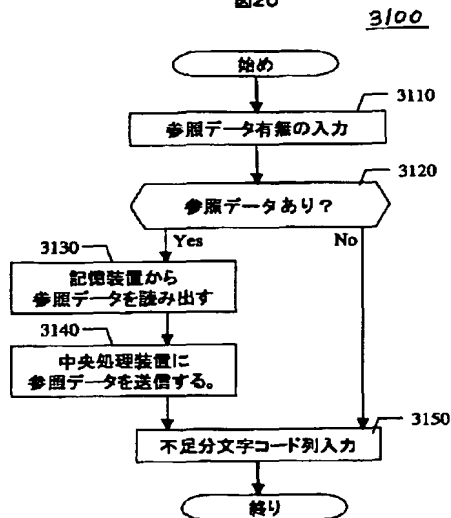 図20
3100
始め
3110
参照データ有無の入力
3120
参照データあり?
Yes
No
3130
記憶装置から
参照データを読み出す
3140
中央処理装置に
参照データを送信する。
3150
不足分文字コード列入力
終り